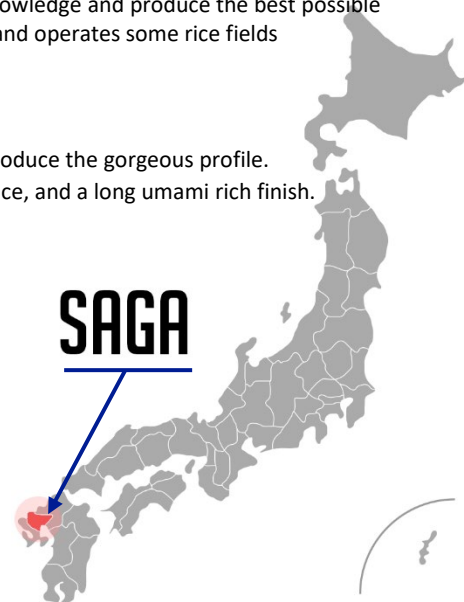 owledge and produce the best possible
and operates some rice fields
oduce the gorgeous profile.
ce, and a long umami rich finish.
SAGA